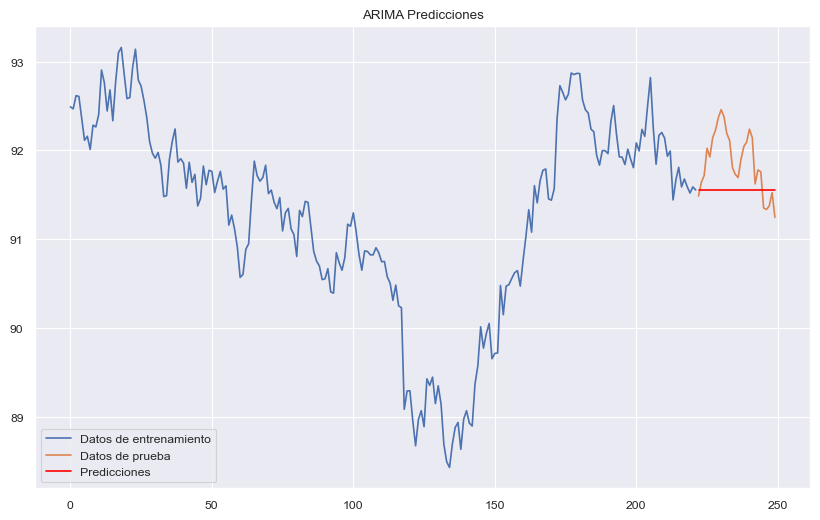 ARIMA Predicciones
93
92
91
90
89
Datos de entrenamiento
Datos de prueba
Predicciones
0 50 100 150 200 250